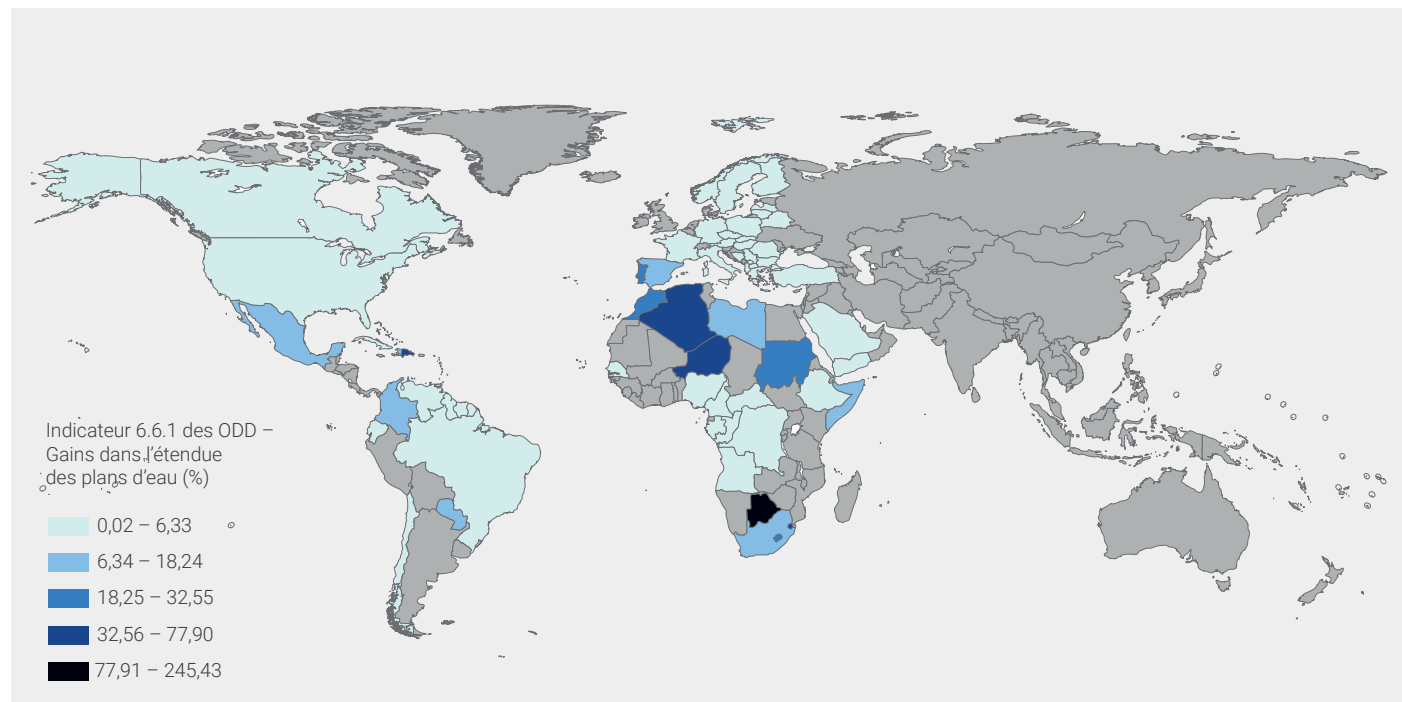 Indicateur 6.6.1 des ODD –
Gains dans l'étendue
des plans d'eau (%)
0,02 – 6,33
6,34 – 18,24
18,25 – 32,55
32,56 – 77,90
77,91 – 245,43